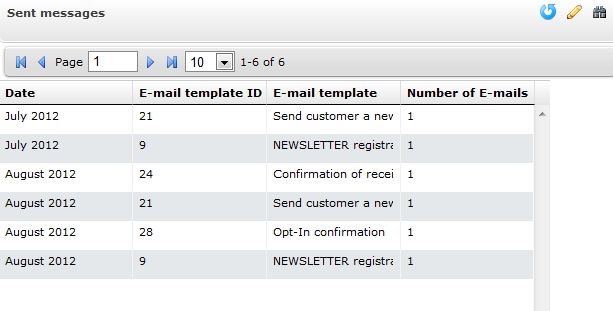 Sent messages
Page 1 10 1-6 of 6
Date E-mail template ID E-mail template Number of E-mails
July 2012 21 Send customer a new 1
July 2012 9 NEWSLETTER registra 1
August 2012 24 Confirmation of recei 1
August 2012 21 Send customer a new 1
August 2012 28 Opt-In confirmation 1
August 2012 9 NEWSLETTER registra 1